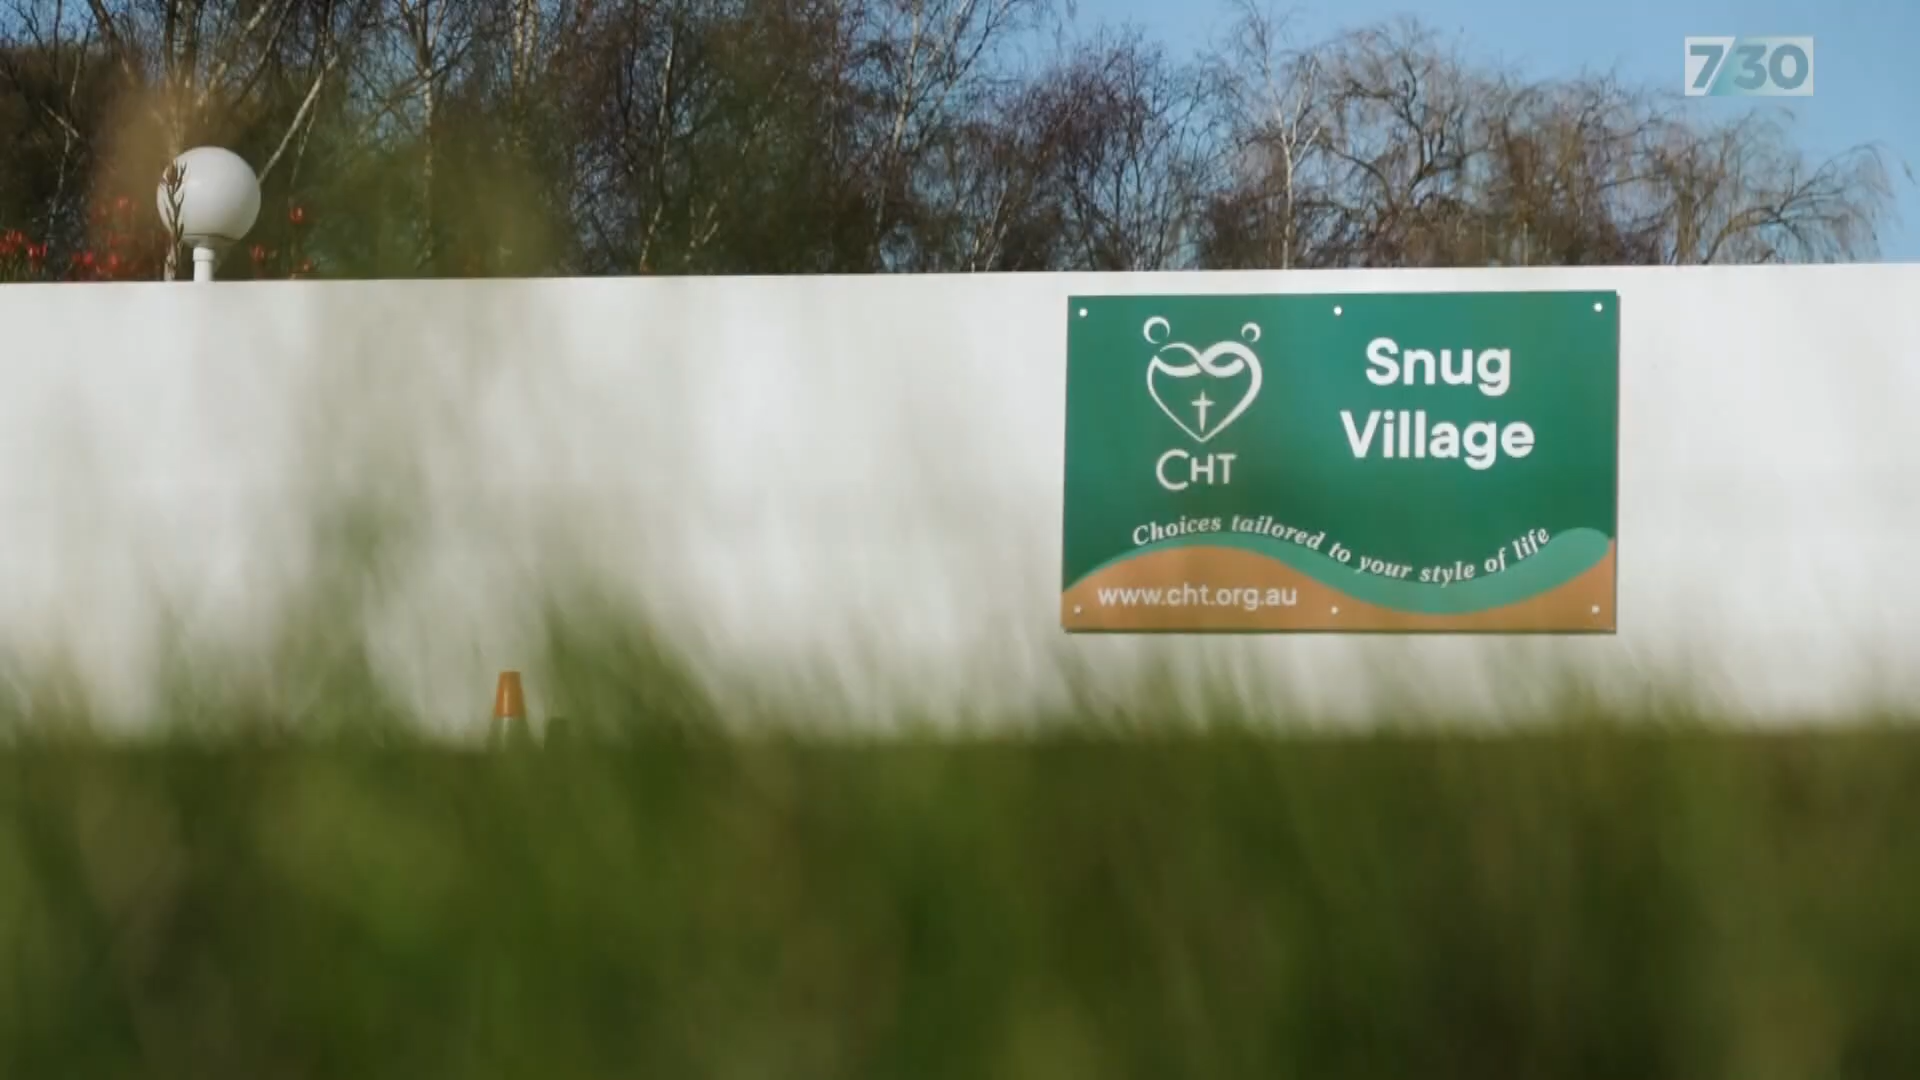 7/30
Snug
Village
CHT
Choices tailored to your style of life
www.cht.org.au